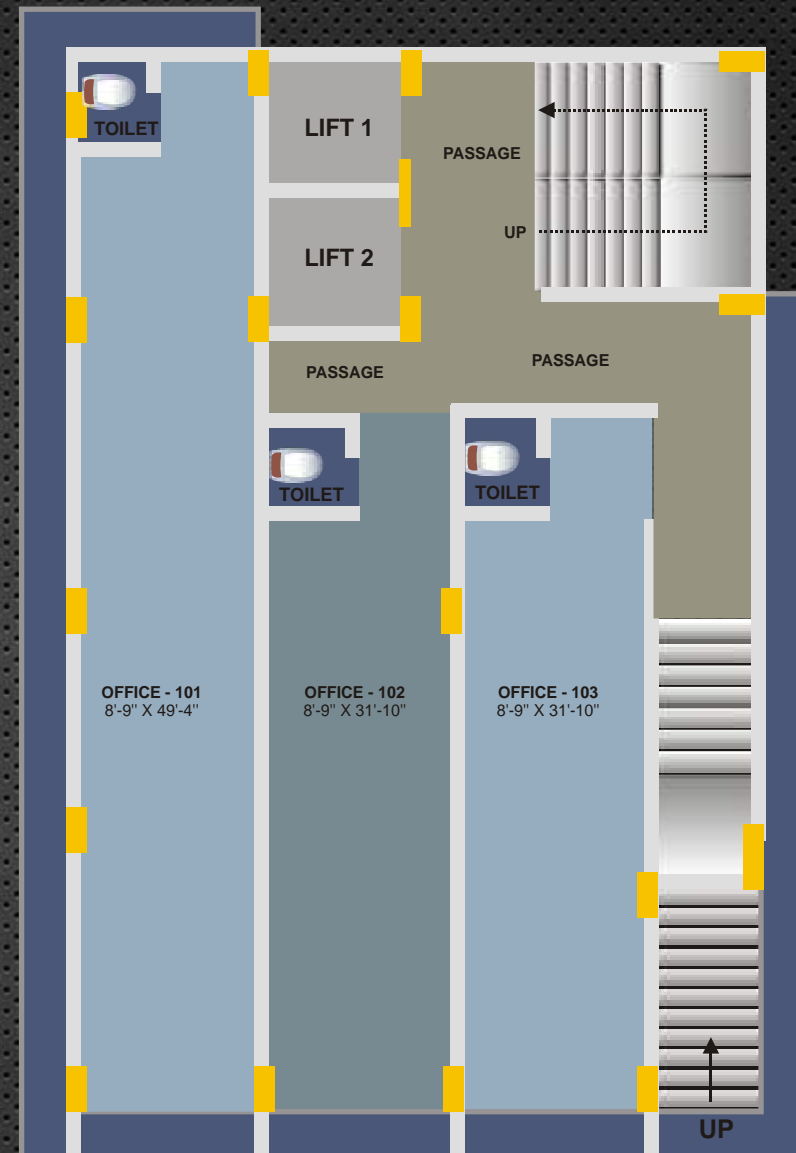 TOILET
LIFT 1
PASSAGE
UP
LIFT 2
PASSAGE
PASSAGE
TOILET
TOILET
OFFICE - 101
8'-9" X 49'-4"
OFFICE - 102
8'-9" X 31'-10"
OFFICE - 103
8'-9" X 31'-10"
UP